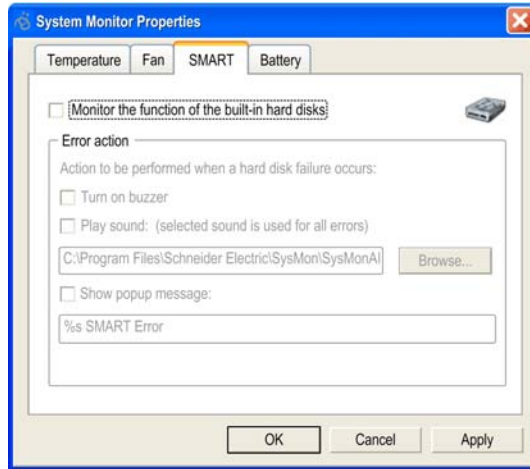 System Monitor Properties
Temperature Fan SMART Battery
Monitor the function of the built-in hard disks
Error action
Action to be performed when a hard disk failure occurs:
Turn on buzzer
Play sound: (selected sound is used for all errors)
C:\Program Files\Schneider Electric\SysMon\SysMonAl Browse...
Show popup message:
%s SMART Error
OK Cancel Apply